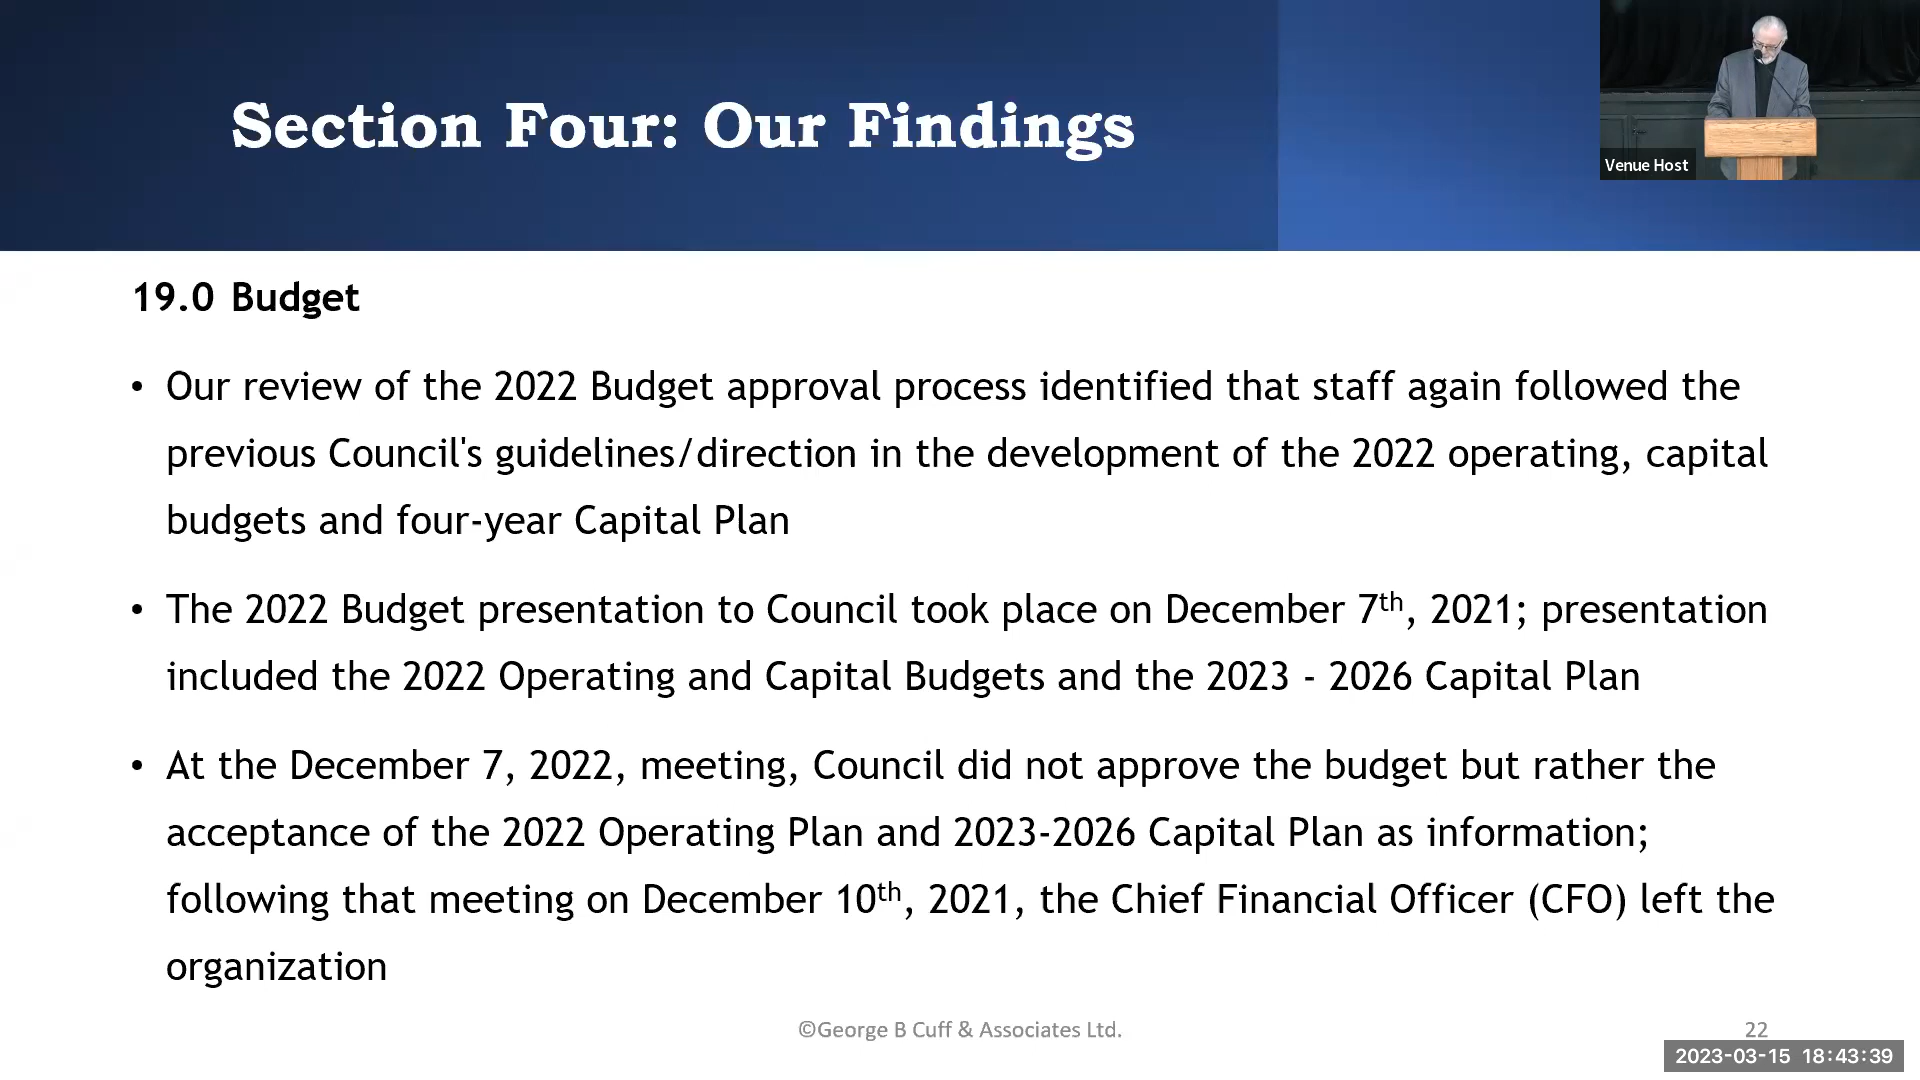 Section Four: Our Findings
Venue Host
19.0 Budget
• Our review of the 2022 Budget approval process identified that staff again followed the
previous Council's guidelines/direction in the development of the 2022 operating, capital
budgets and four-year Capital Plan
• The 2022 Budget presentation to Council took place on December 7th, 2021; presentation
included the 2022 Operating and Capital Budgets and the 2023 - 2026 Capital Plan
• At the December 7, 2022, meeting, Council did not approve the budget but rather the
acceptance of the 2022 Operating Plan and 2023-2026 Capital Plan as information;
following that meeting on December 10th, 2021, the Chief Financial Officer (CFO) left the
organization
©George B Cuff & Associates Ltd.
22
2023-03-15 18:43:39